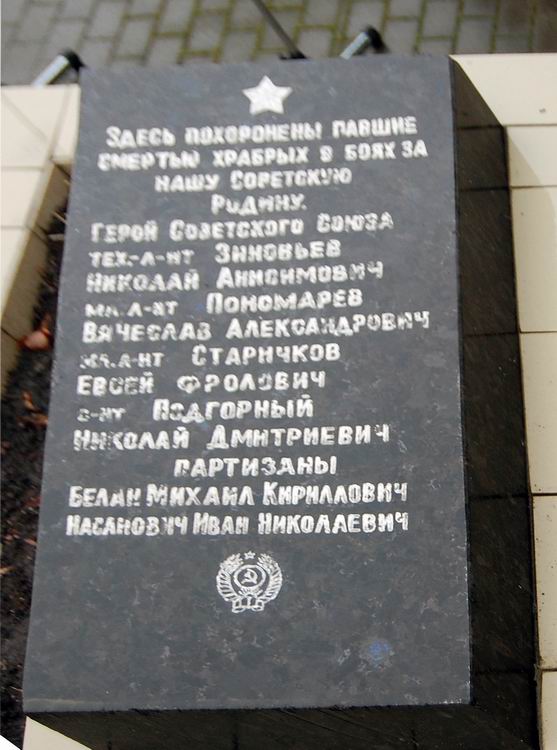 ЗДЕСЬ ПОХОРОНЕНЫ ПАВШИЕ
СМЕРТЬЮ ХРАБРЫХ В БОЯХ ЗА
НАШУ СОВЕТСКУЮ
РОДИНУ.
ГЕРОЙ СОВЕТСКОГО СОЮЗА
ТЕХ-Л-НТ ЗИНОВЬЕВ
НИКОЛАЙ АНИСИМОВИЧ
МЛ.Л-НТ ПОНОМАРЕВ
ВЯЧЕСЛАВ АЛЕКСАНДРОВИЧ
МЛ.Л-НТ СТАРИЧКОВ
ЕВСЕЙ ФРОЛОВИЧ
ПОДГОРНЫЙ
НИКОЛАЙ ДМИТРИЕВИЧ
ПАРТИЗАНЫ
БЕЛАН МИХАИЛ КИРИЛЛОВИЧ
НАСАНОВИЧ ИВАН НИКОЛАЕВИЧ